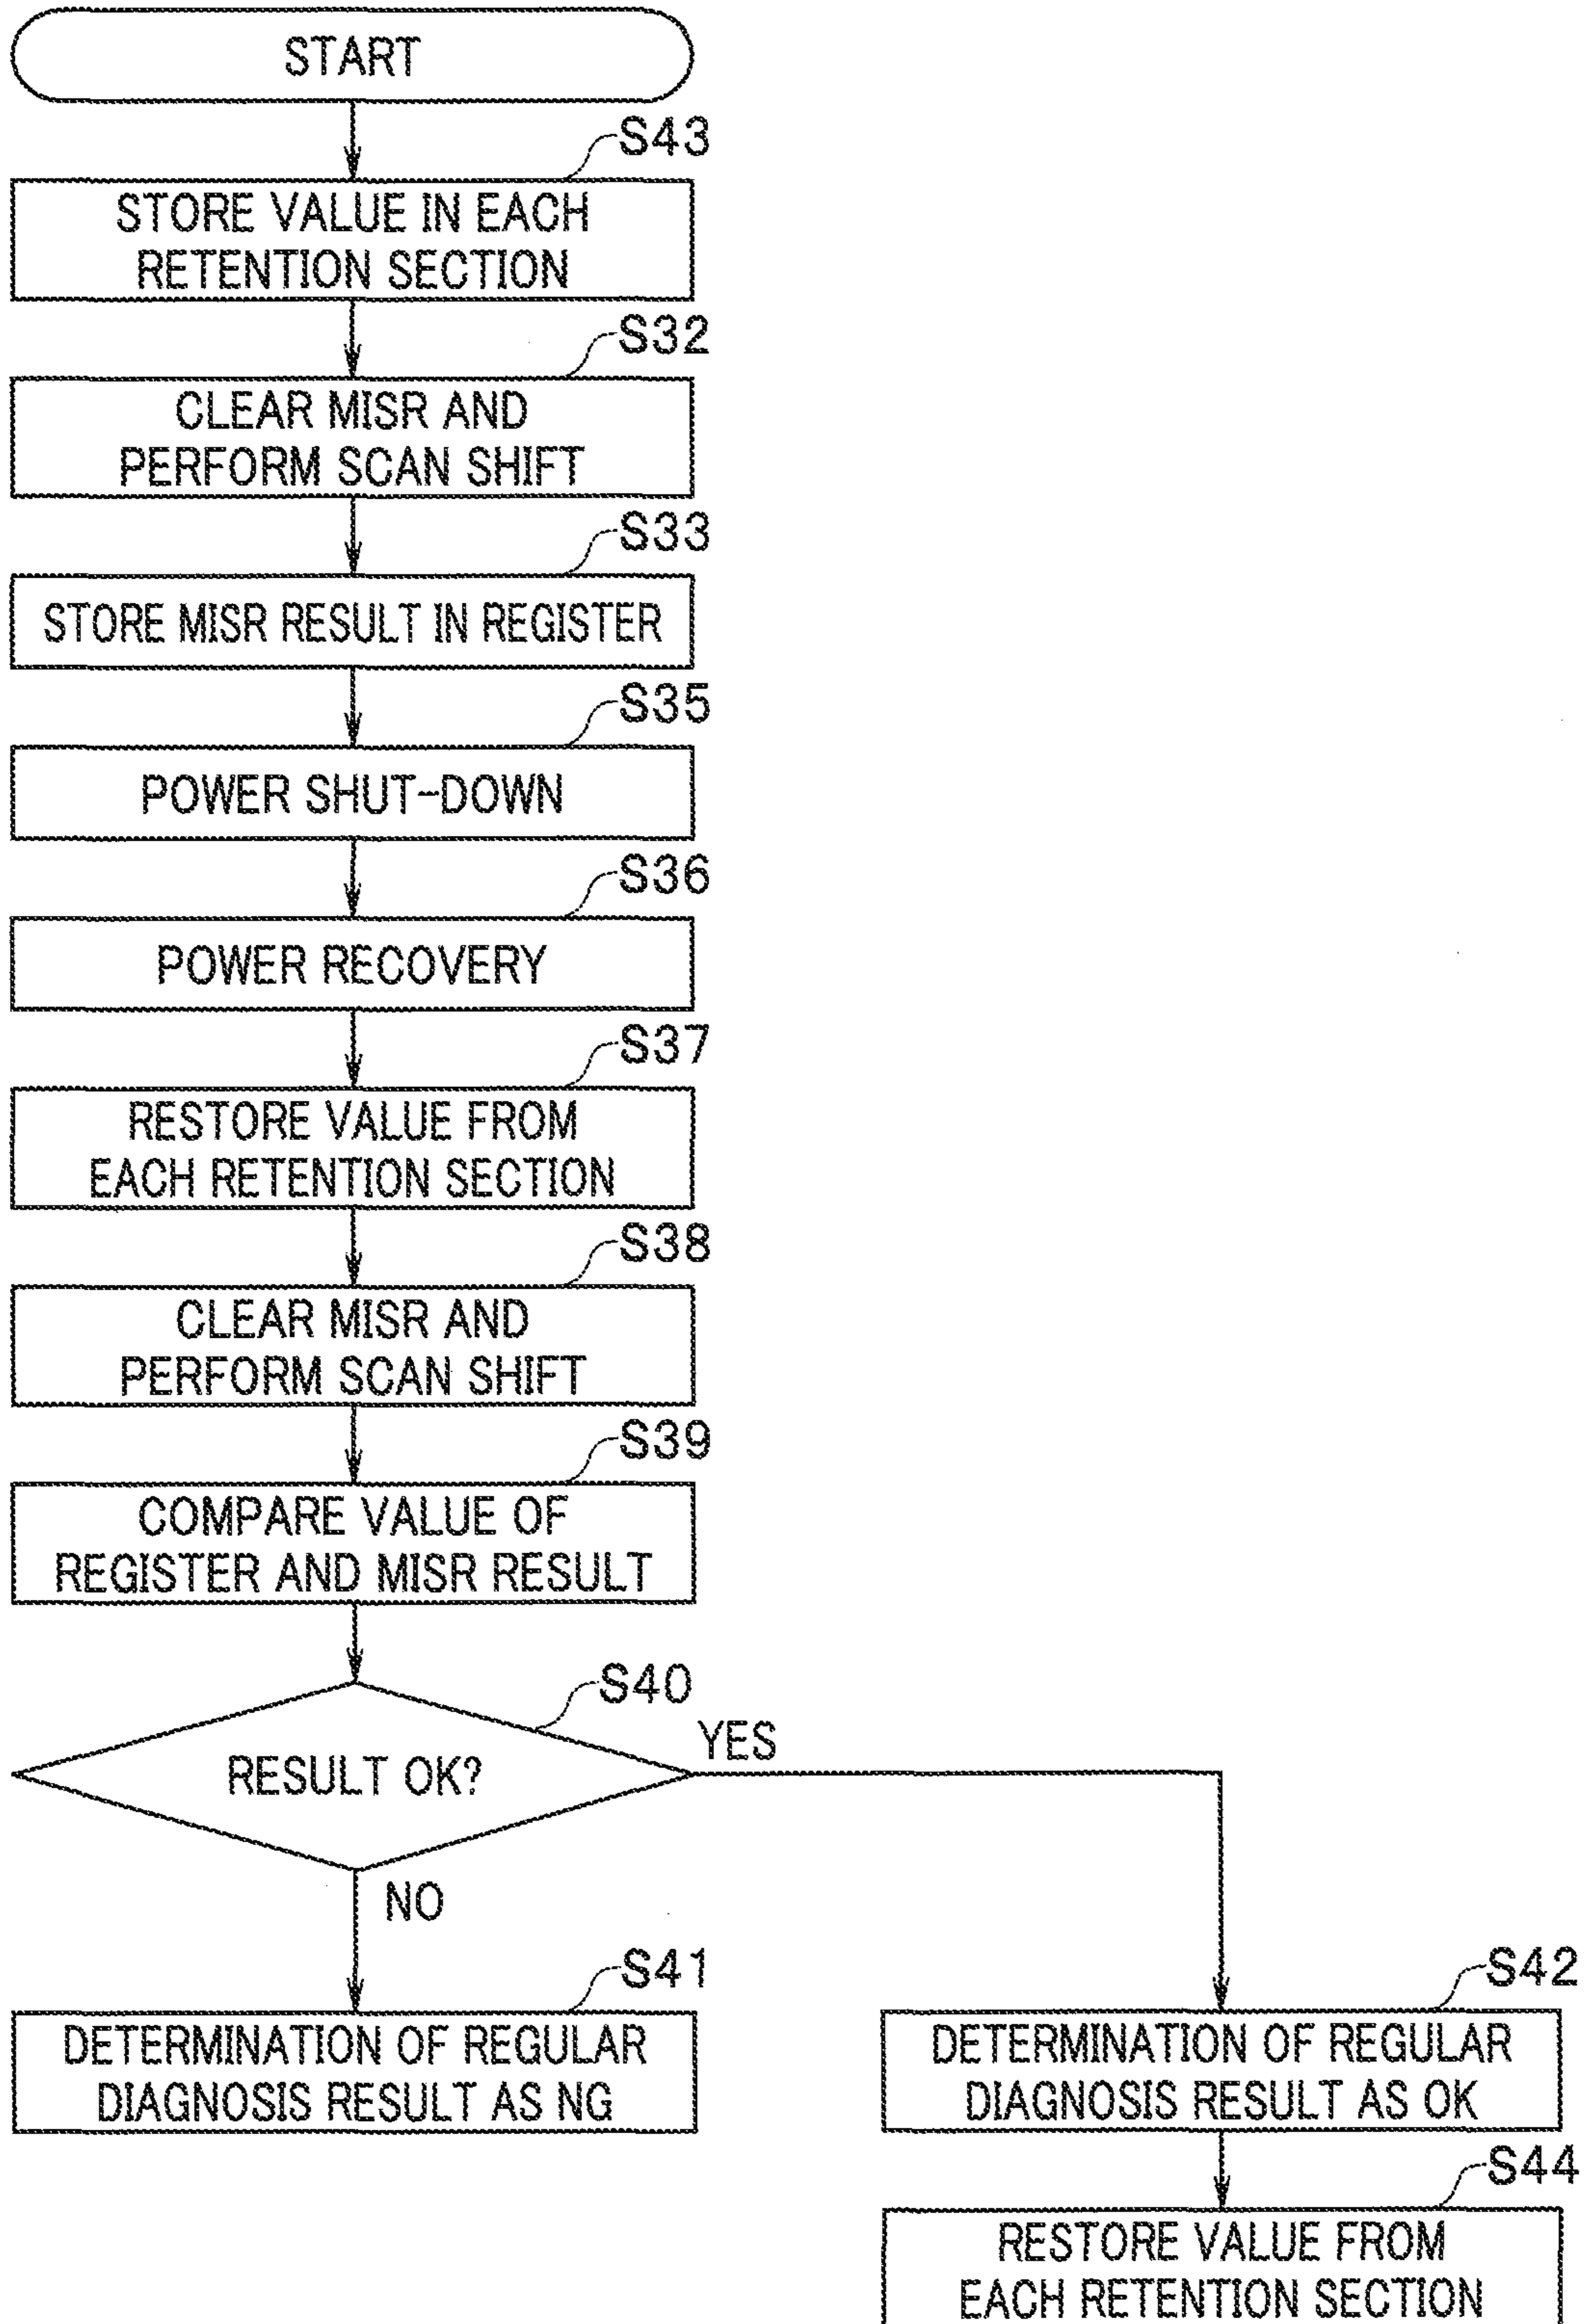 START
S43
STORE VALUE IN EACH
RETENTION SECTION
S32
CLEAR MISR AND
PERFORM SCAN SHIFT
S33
STORE MISR RESULT IN REGISTER
S35
POWER SHUT-DOWN
S36
POWER RECOVERY
S37
RESTORE VALUE FROM
EACH RETENTION SECTION
S38
CLEAR MISR AND
PERFORM SCAN SHIFT
S39
COMPARE VALUE OF
REGISTER AND MISR RESULT
S40
RESULT OK?
YES
NO
S41
DETERMINATION OF REGULAR
DIAGNOSIS RESULT AS NG
S42
DETERMINATION OF REGULAR
DIAGNOSIS RESULT AS OK
S44
RESTORE VALUE FROM
EACH RETENTION SECTION